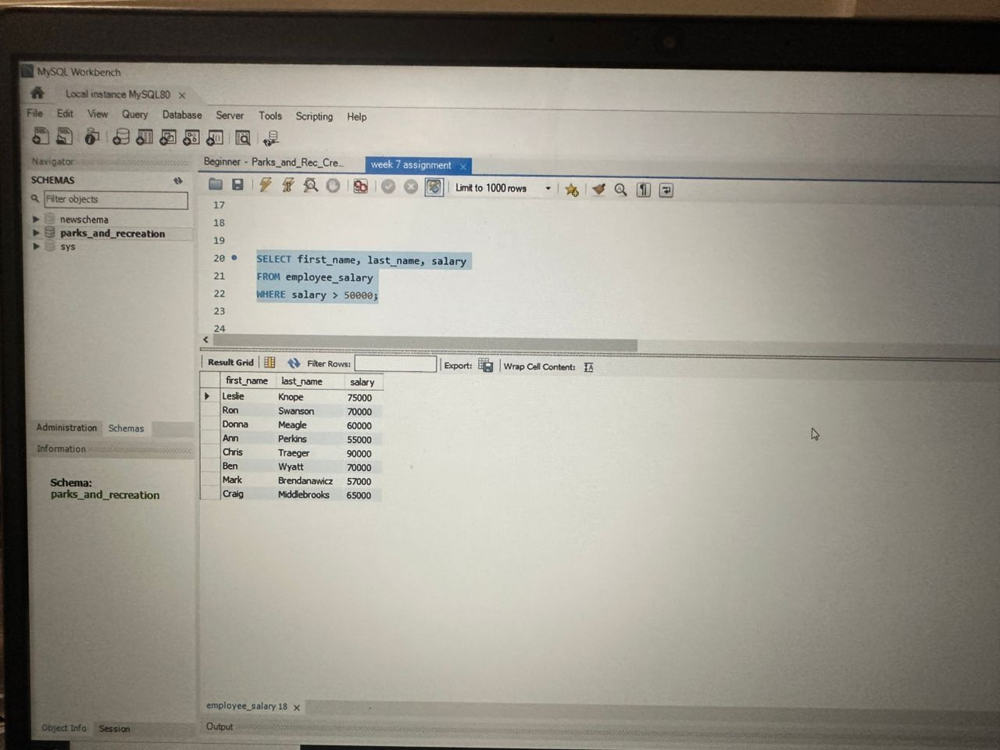 MySQL Workbench
Local instance MySQL80
File Edit View Query Database Server Tools Scripting Help
Navigator
SCHEMAS
Filter objects
newschema
parks_and_recreation
sys
Administration Schemas
Information
Schema:
parks_and_recreation
Object Info Session
Beginner - Parks_and_Rec_Cre... week 7 assignment
Limit to 1000 rows
17
18
19
20 SELECT first_name, last_name, salary
21 FROM employee_salary
22 WHERE salary > 50000;
23
24
Result Grid Filter Rows: Export: Wrap Cell Content:
first_name last_name salary
Leslie Knope 75000
Ron Swanson 70000
Donna Meagle 60000
Ann Perkins 55000
Chris Traeger 90000
Ben Wyatt 70000
Mark Brendanawicz 57000
Craig Middlebrooks 65000
employee_salary 18
Output